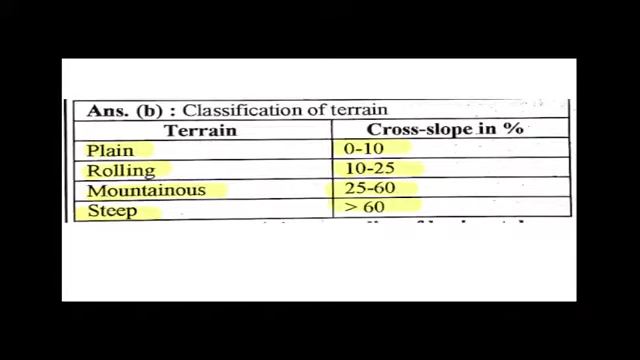 Ans. (b) : Classification of terrain
Terrain Cross-slope in %
Plain 0-10
Rolling 10-25
Mountainous 25-60
Steep > 60